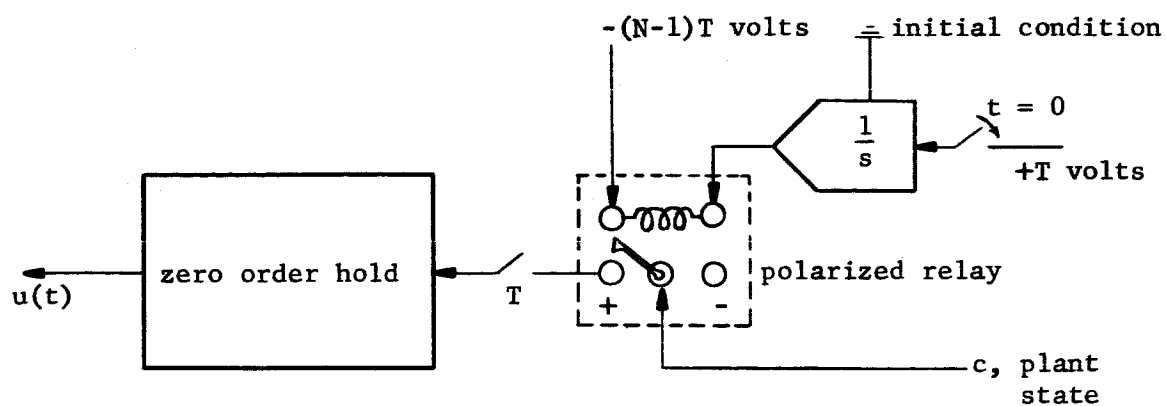 -(N-1)T volts
initial condition
t = 0
1
s
+T volts
zero order hold
u(t)
T
+
-
polarized relay
c, plant
state